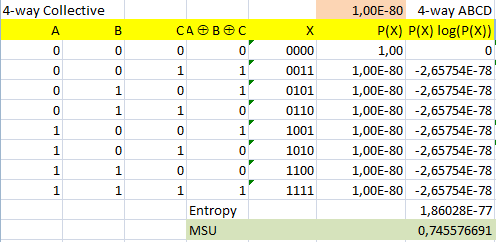 4-way Collective 1,00E-80 4-way ABCD
A B C A ⊕ B ⊕ C X P(X) P(X) log(P(X))
0 0 0 0 0000 1,00 0
0 0 1 1 0011 1,00E-80 -2,65754E-78
0 1 0 1 0101 1,00E-80 -2,65754E-78
0 1 1 0 0110 1,00E-80 -2,65754E-78
1 0 0 1 1001 1,00E-80 -2,65754E-78
1 0 1 0 1010 1,00E-80 -2,65754E-78
1 1 0 0 1100 1,00E-80 -2,65754E-78
1 1 1 1 1111 1,00E-80 -2,65754E-78
Entropy 1,86028E-77
MSU 0,745576691